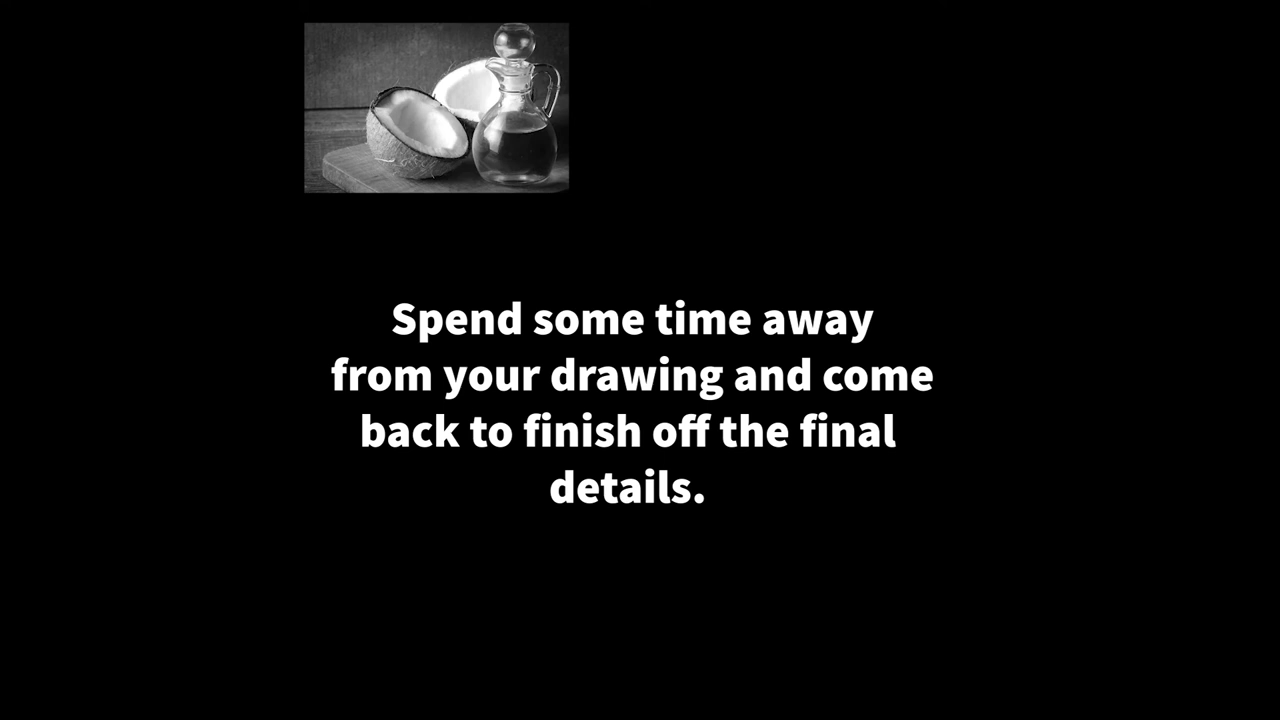 Spend some time away
from your drawing and come
back to finish off the final
details.